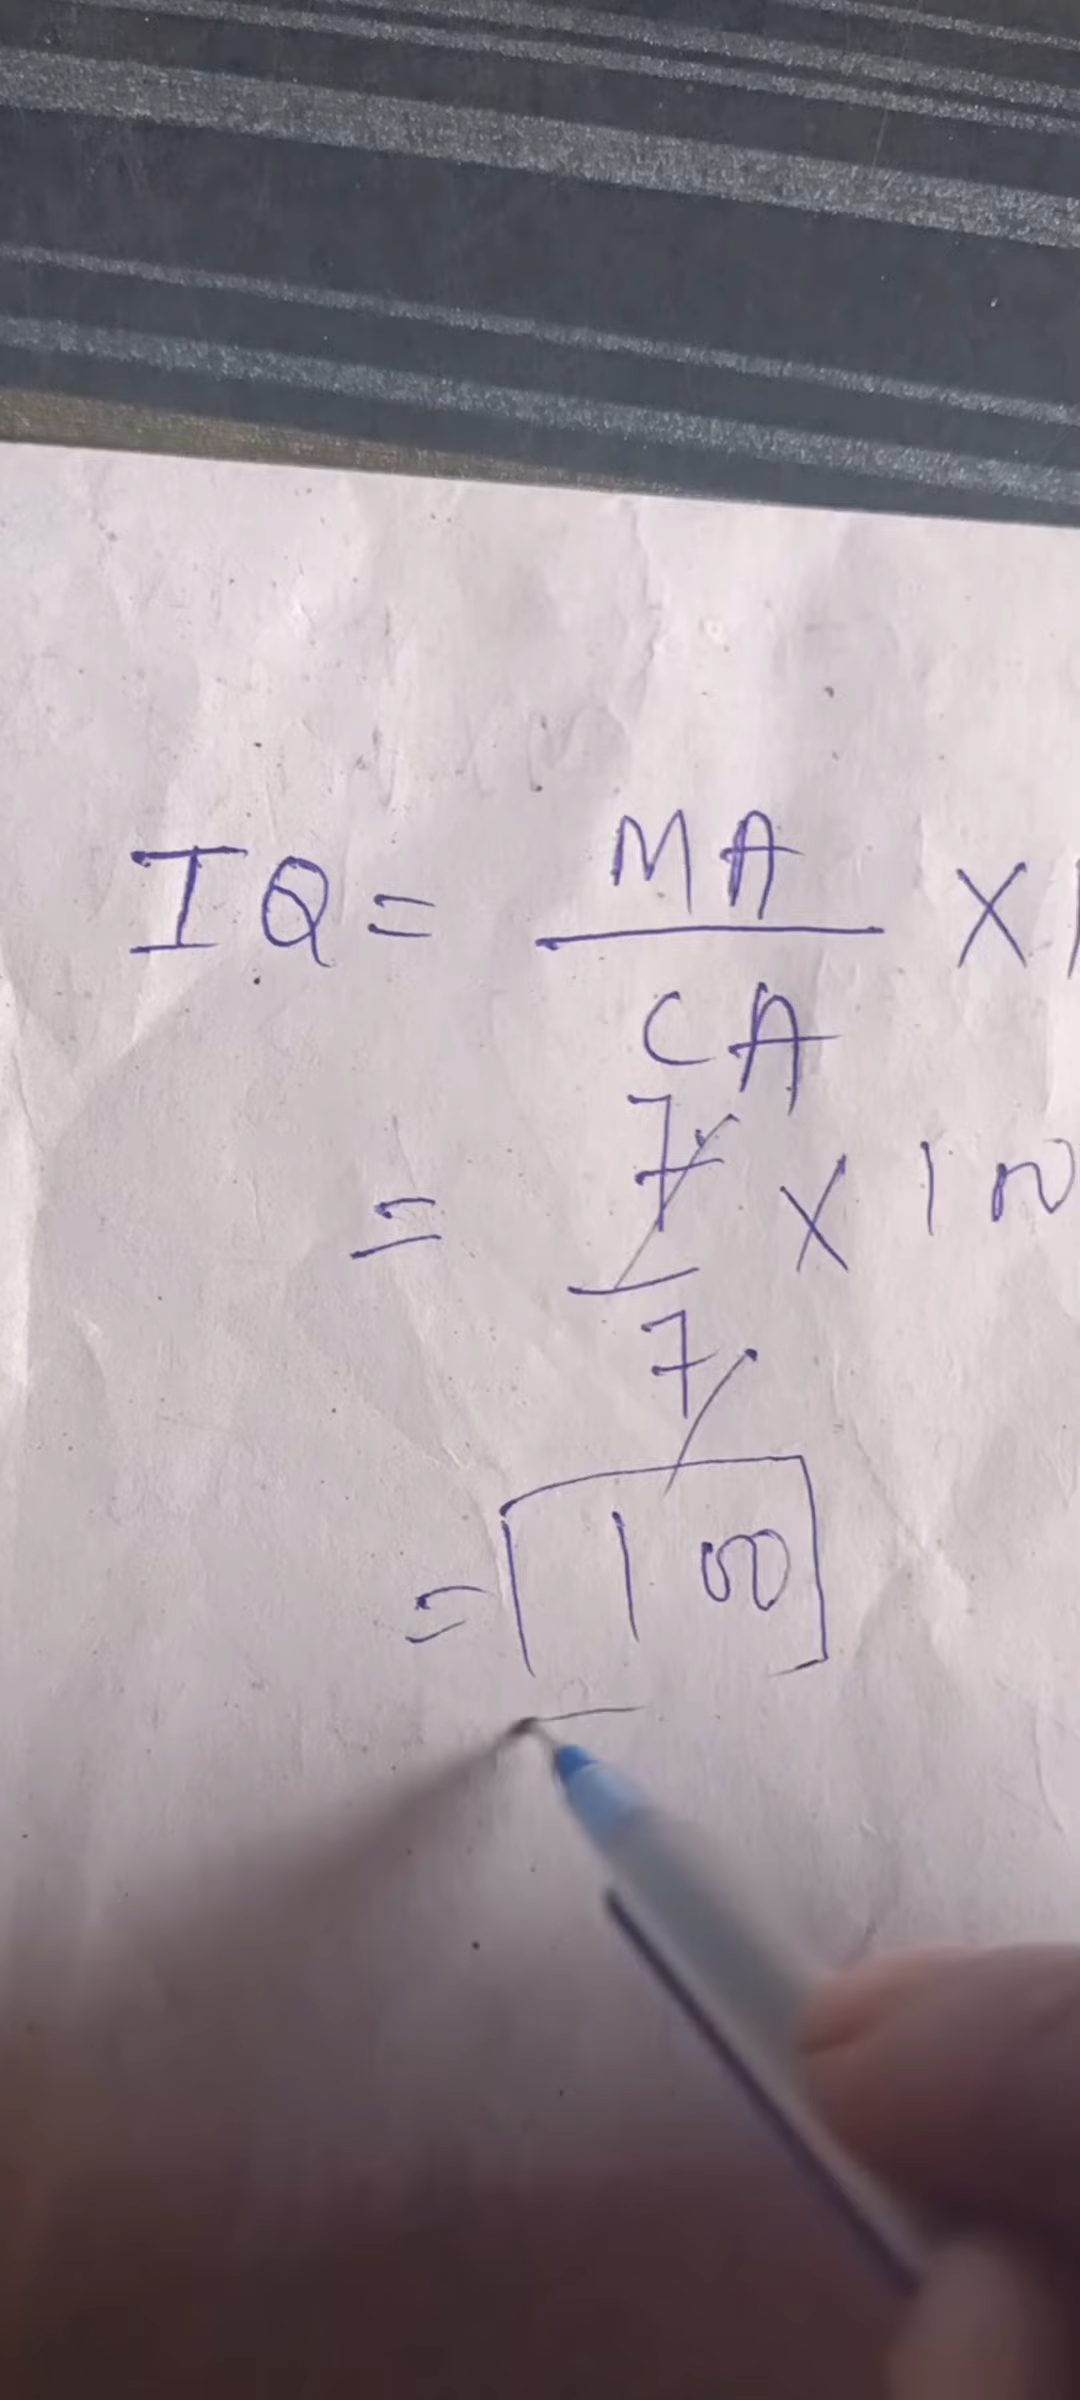 IQ = MA / CA × 1
= 7 / 7 × 100
= 100